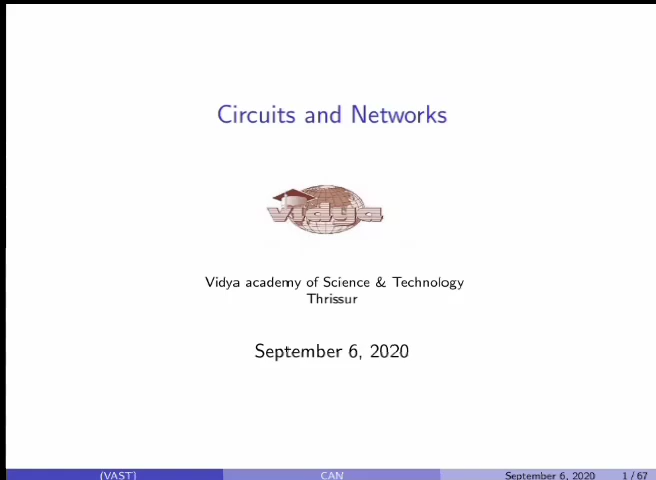 Circuits and Networks
vidya
Vidya academy of Science & Technology
Thrissur
September 6, 2020
(VAST)
CAN
September 6, 2020
1 / 67